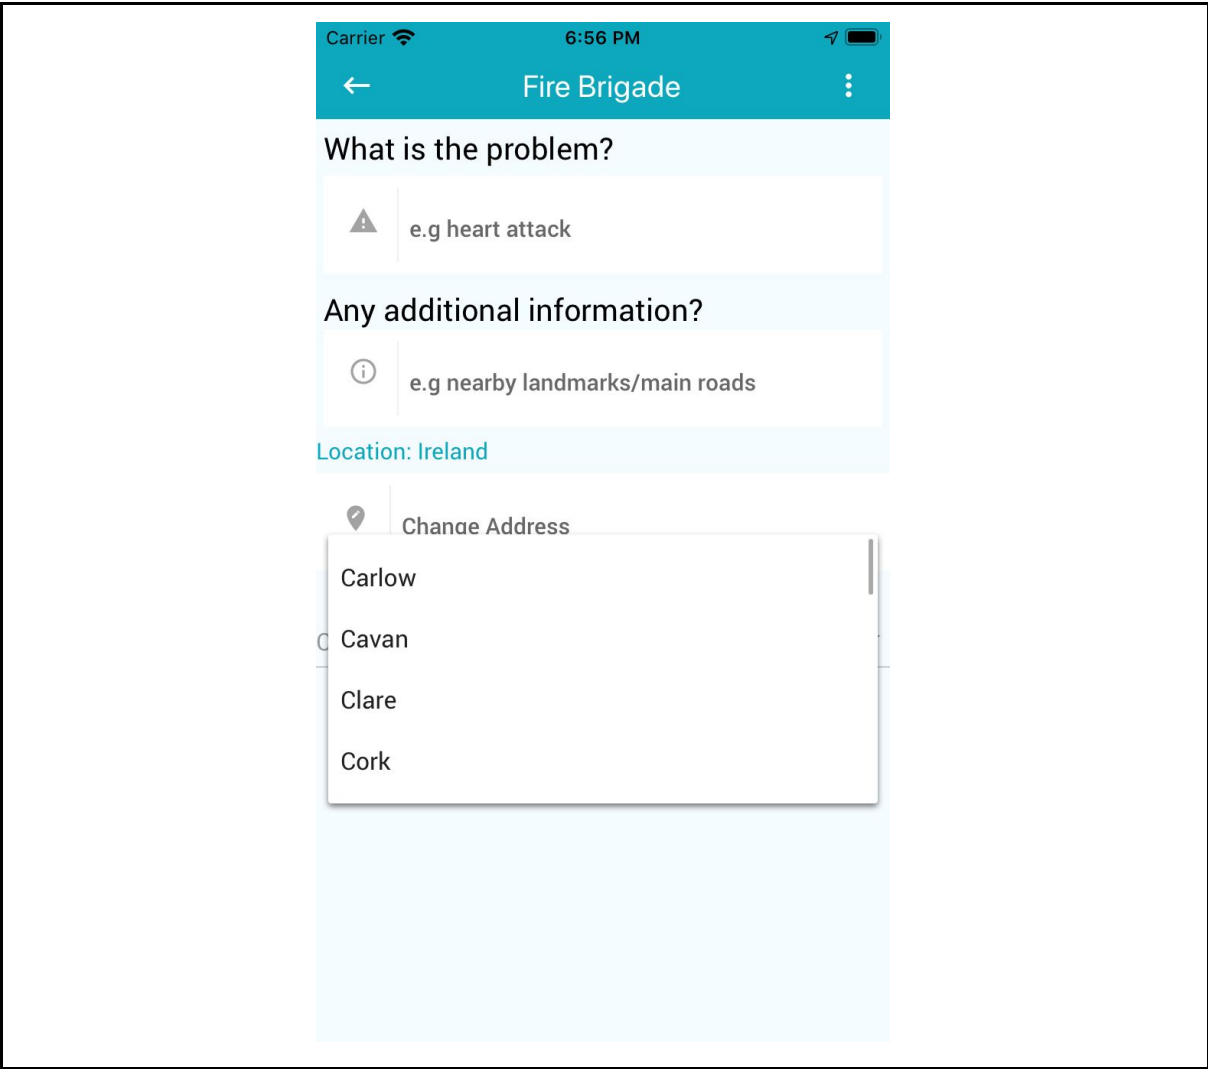 Carrier
6:56 PM
Fire Brigade
What is the problem?
e.g heart attack
Any additional information?
e.g nearby landmarks/main roads
Location: Ireland
Change Address
Carlow
Cavan
Clare
Cork